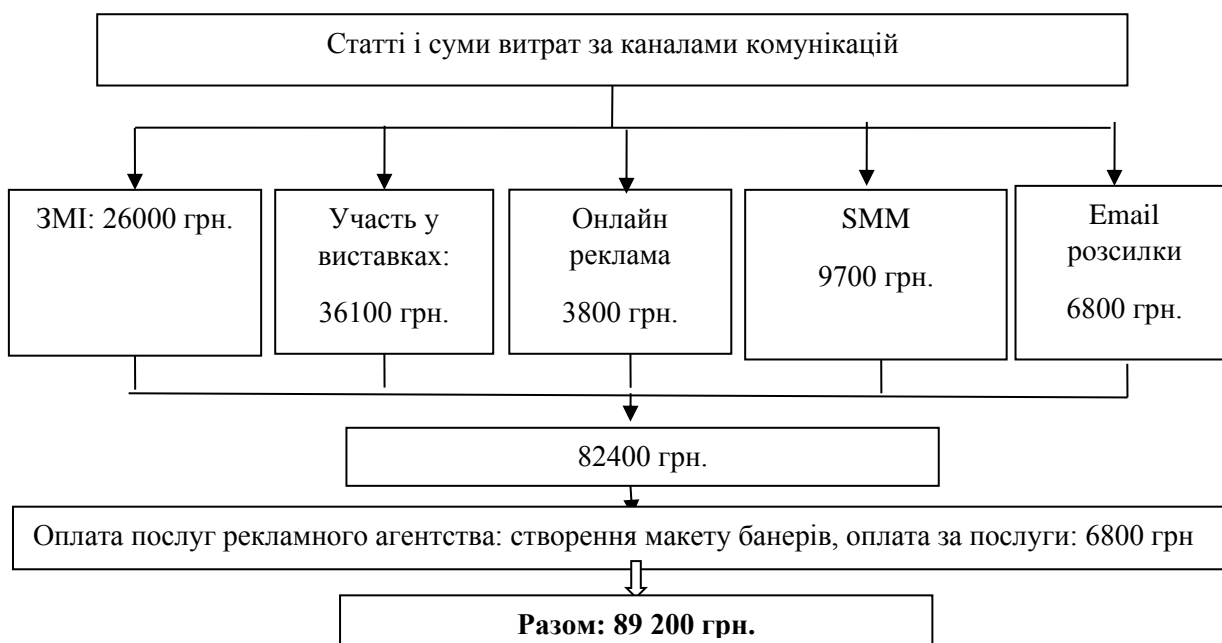 Статті і суми витрат за каналами комунікацій
ЗМІ: 26000 грн.
Участь у
виставках:
36100 грн.
Онлайн
реклама
3800 грн.
SMM
9700 грн.
Email
розсилки
6800 грн.
82400 грн.
Оплата послуг рекламного агентства: створення макету банерів, оплата за послуги: 6800 грн
Разом: 89 200 грн.